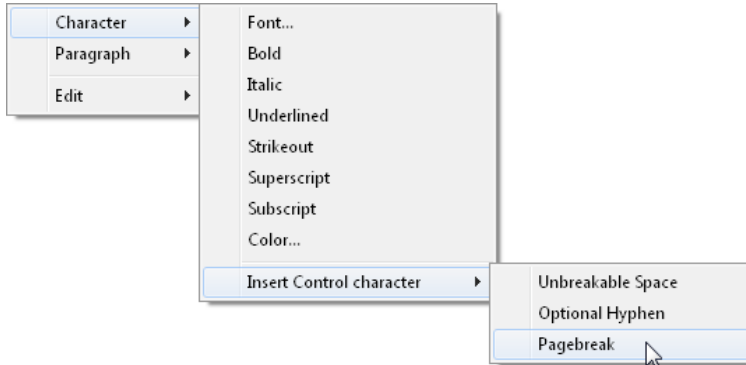 Character
Paragraph
Edit
Font...
Bold
Italic
Underlined
Strikeout
Superscript
Subscript
Color...
Insert Control character
Unbreakable Space
Optional Hyphen
Pagebreak